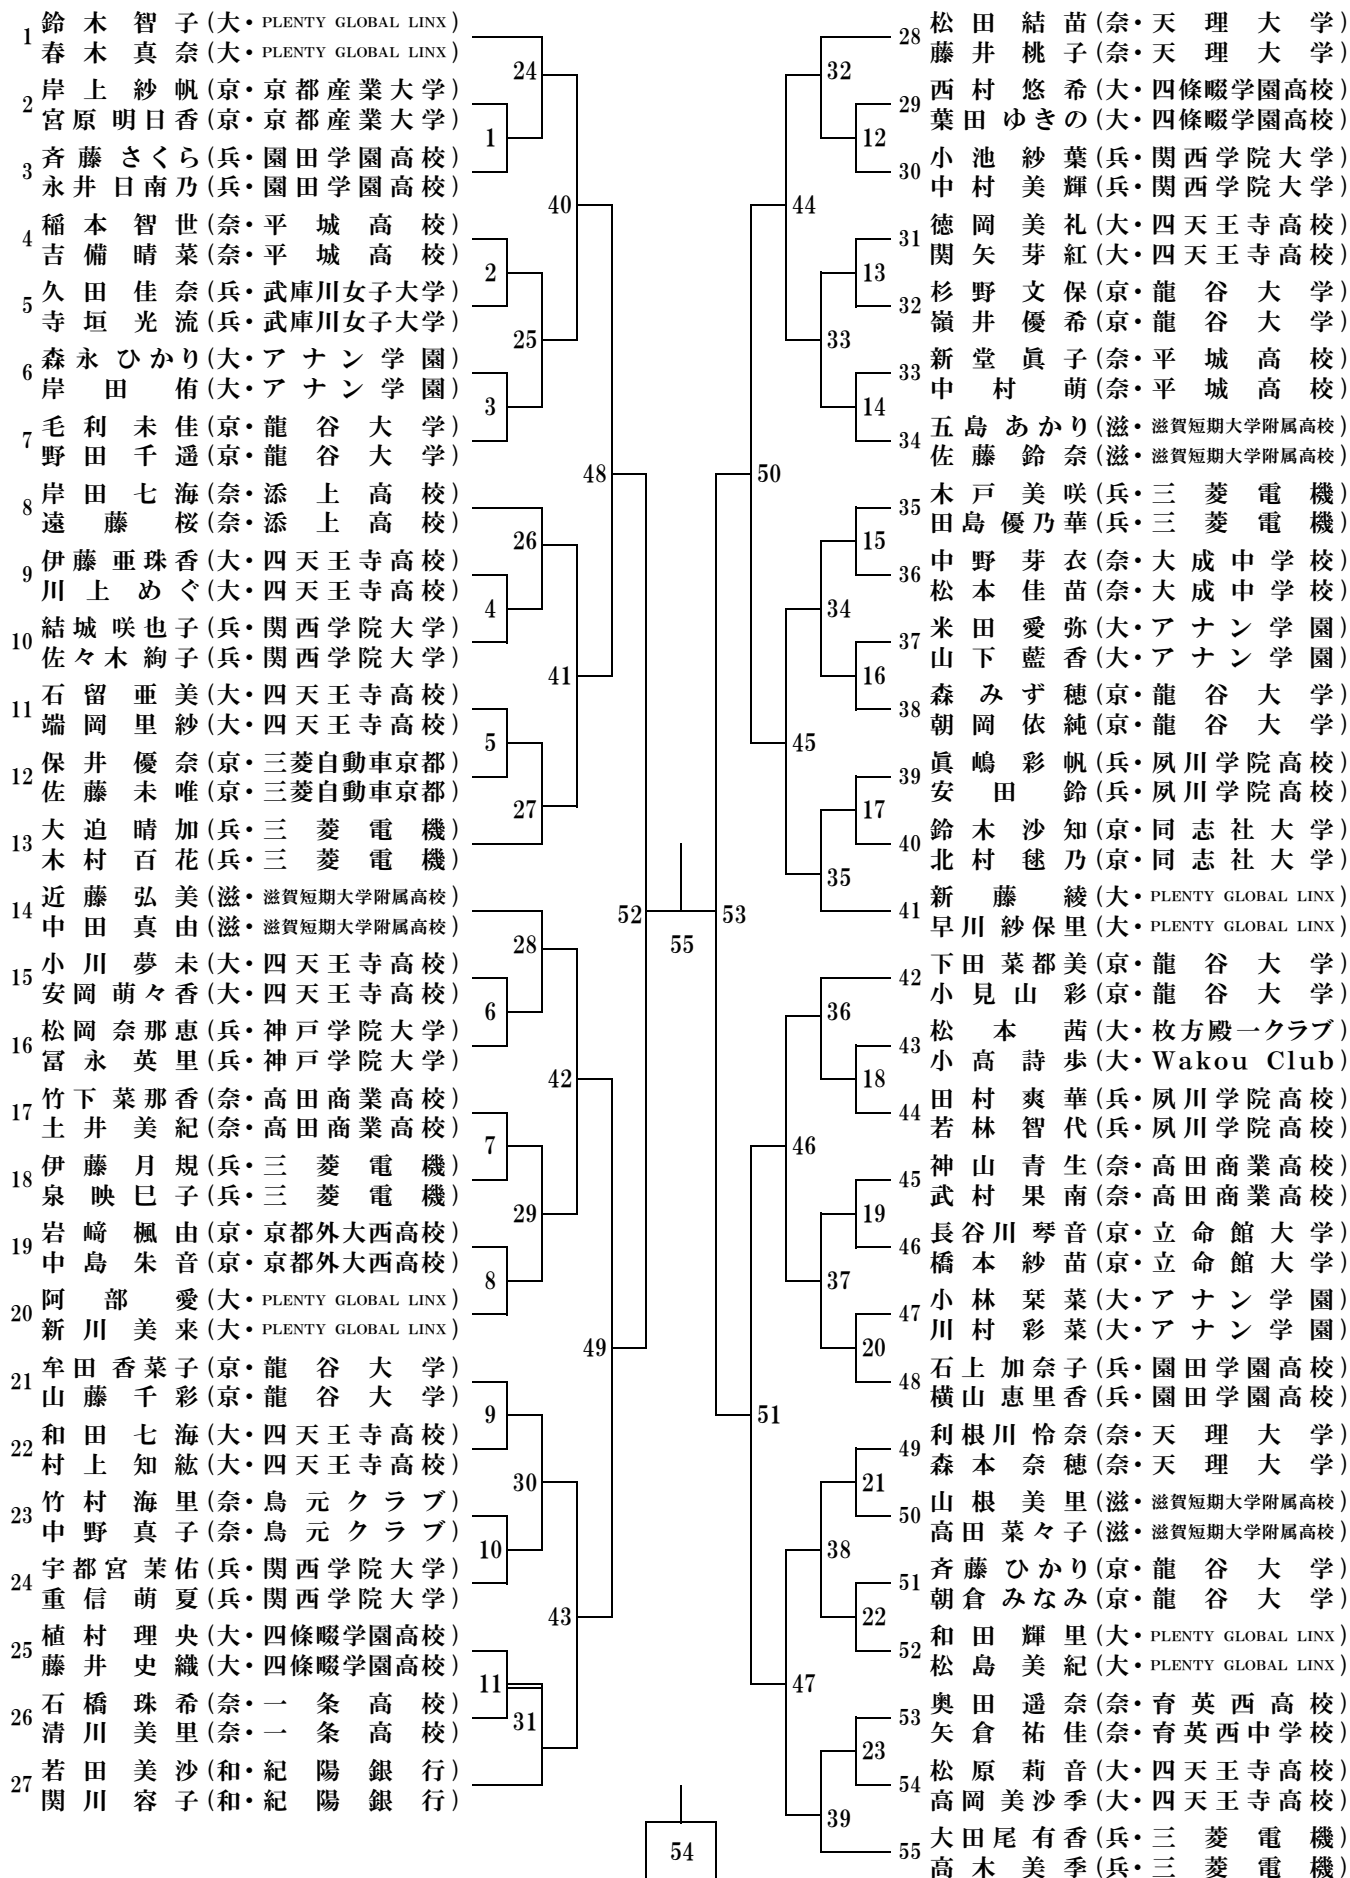 1 鈴木智子(大・PLENTY GLOBAL LINX)
春木真奈(大・PLENTY GLOBAL LINX)
2 岸上紗帆(京・京都産業大学)
宮原明日香(京・京都産業大学)
3 斉藤さくら(兵・園田学園高校)
永井日南乃(兵・園田学園高校)
4 稲本智世(奈・平城高校)
吉備晴菜(奈・平城高校)
5 久田佳奈(兵・武庫川女子大学)
寺垣光流(兵・武庫川女子大学)
6 森永ひかり(大・アナン学園)
岸田侑(大・アナン学園)
7 毛利未佳(京・龍谷大学)
野田千遥(京・龍谷大学)
8 岸田七海(奈・添上高校)
遠藤桜(奈・添上高校)
9 伊藤亜珠香(大・四天王寺高校)
川上めぐ(大・四天王寺高校)
10 結城咲也子(兵・関西学院大学)
佐々木絢子(兵・関西学院大学)
11 石留亜美(大・四天王寺高校)
端岡里紗(大・四天王寺高校)
12 保井優奈(京・三菱自動車京都)
佐藤未唯(京・三菱自動車京都)
13 大迫晴加(兵・三菱電機)
木村百花(兵・三菱電機)
14 近藤弘美(滋・滋賀短期大学附属高校)
中田真由(滋・滋賀短期大学附属高校)
15 小川夢未(大・四天王寺高校)
安岡萌々香(大・四天王寺高校)
16 松岡奈那恵(兵・神戸学院大学)
冨永英里(兵・神戸学院大学)
17 竹下菜那香(奈・高田商業高校)
土井美紀(奈・高田商業高校)
18 伊藤月規(兵・三菱電機)
泉映巳子(兵・三菱電機)
19 岩﨑楓由(京・京都外大西高校)
中島朱音(京・京都外大西高校)
20 阿部愛(大・PLENTY GLOBAL LINX)
新川美来(大・PLENTY GLOBAL LINX)
21 牟田香菜子(京・龍谷大学)
山藤千彩(京・龍谷大学)
22 和田七海(大・四天王寺高校)
村上知紘(大・四天王寺高校)
23 竹村海里(奈・鳥元クラブ)
中野真子(奈・鳥元クラブ)
24 宇都宮茉佑(兵・関西学院大学)
重信萌夏(兵・関西学院大学)
25 植村理央(大・四條畷学園高校)
藤井史織(大・四條畷学園高校)
26 石橋珠希(奈・一条高校)
清川美里(奈・一条高校)
27 若田美沙(和・紀陽銀行)
関川容子(和・紀陽銀行)
1
2
3
4
5
6
7
8
9
10
11
24
25
26
27
28
29
30
31
40
41
42
43
48
49
52
55
54
53
50
51
44
45
46
47
32
33
34
35
36
37
38
39
12
13
14
15
16
17
18
19
20
21
22
23
28 松田結苗(奈・天理大学)
藤井桃子(奈・天理大学)
29 西村悠希(大・四條畷学園高校)
葉田ゆきの(大・四條畷学園高校)
30 小池紗葉(兵・関西学院大学)
中村美輝(兵・関西学院大学)
31 徳岡美礼(大・四天王寺高校)
関矢芽紅(大・四天王寺高校)
32 杉野文保(京・龍谷大学)
嶺井優希(京・龍谷大学)
33 新堂眞子(奈・平城高校)
中村萌(奈・平城高校)
34 五島あかり(滋・滋賀短期大学附属高校)
佐藤鈴奈(滋・滋賀短期大学附属高校)
35 木戸美咲(兵・三菱電機)
田島優乃華(兵・三菱電機)
36 中野芽衣(奈・大成中学校)
松本佳苗(奈・大成中学校)
37 米田愛弥(大・アナン学園)
山下藍香(大・アナン学園)
38 森みず穂(京・龍谷大学)
朝岡依純(京・龍谷大学)
39 眞嶋彩帆(兵・夙川学院高校)
安田鈴(兵・夙川学院高校)
40 鈴木沙知(京・同志社大学)
北村毬乃(京・同志社大学)
41 新藤綾(大・PLENTY GLOBAL LINX)
早川紗保里(大・PLENTY GLOBAL LINX)
42 下田菜都美(京・龍谷大学)
小見山彩(京・龍谷大学)
43 松本茜(大・枚方殿一クラブ)
小高詩歩(大・Wakou Club)
44 田村爽華(兵・夙川学院高校)
若林智代(兵・夙川学院高校)
45 神山青生(奈・高田商業高校)
武村果南(奈・高田商業高校)
46 長谷川琴音(京・立命館大学)
橋本紗苗(京・立命館大学)
47 小林栞菜(大・アナン学園)
川村彩菜(大・アナン学園)
48 石上加奈子(兵・園田学園高校)
横山恵里香(兵・園田学園高校)
49 利根川怜奈(奈・天理大学)
森本奈穂(奈・天理大学)
50 山根美里(滋・滋賀短期大学附属高校)
高田菜々子(滋・滋賀短期大学附属高校)
51 斉藤ひかり(京・龍谷大学)
朝倉みなみ(京・龍谷大学)
52 和田輝里(大・PLENTY GLOBAL LINX)
松島美紀(大・PLENTY GLOBAL LINX)
53 奥田遥奈(奈・育英西高校)
矢倉祐佳(奈・育英西中学校)
54 松原莉音(大・四天王寺高校)
高岡美沙季(大・四天王寺高校)
55 大田尾有香(兵・三菱電機)
高木美季(兵・三菱電機)